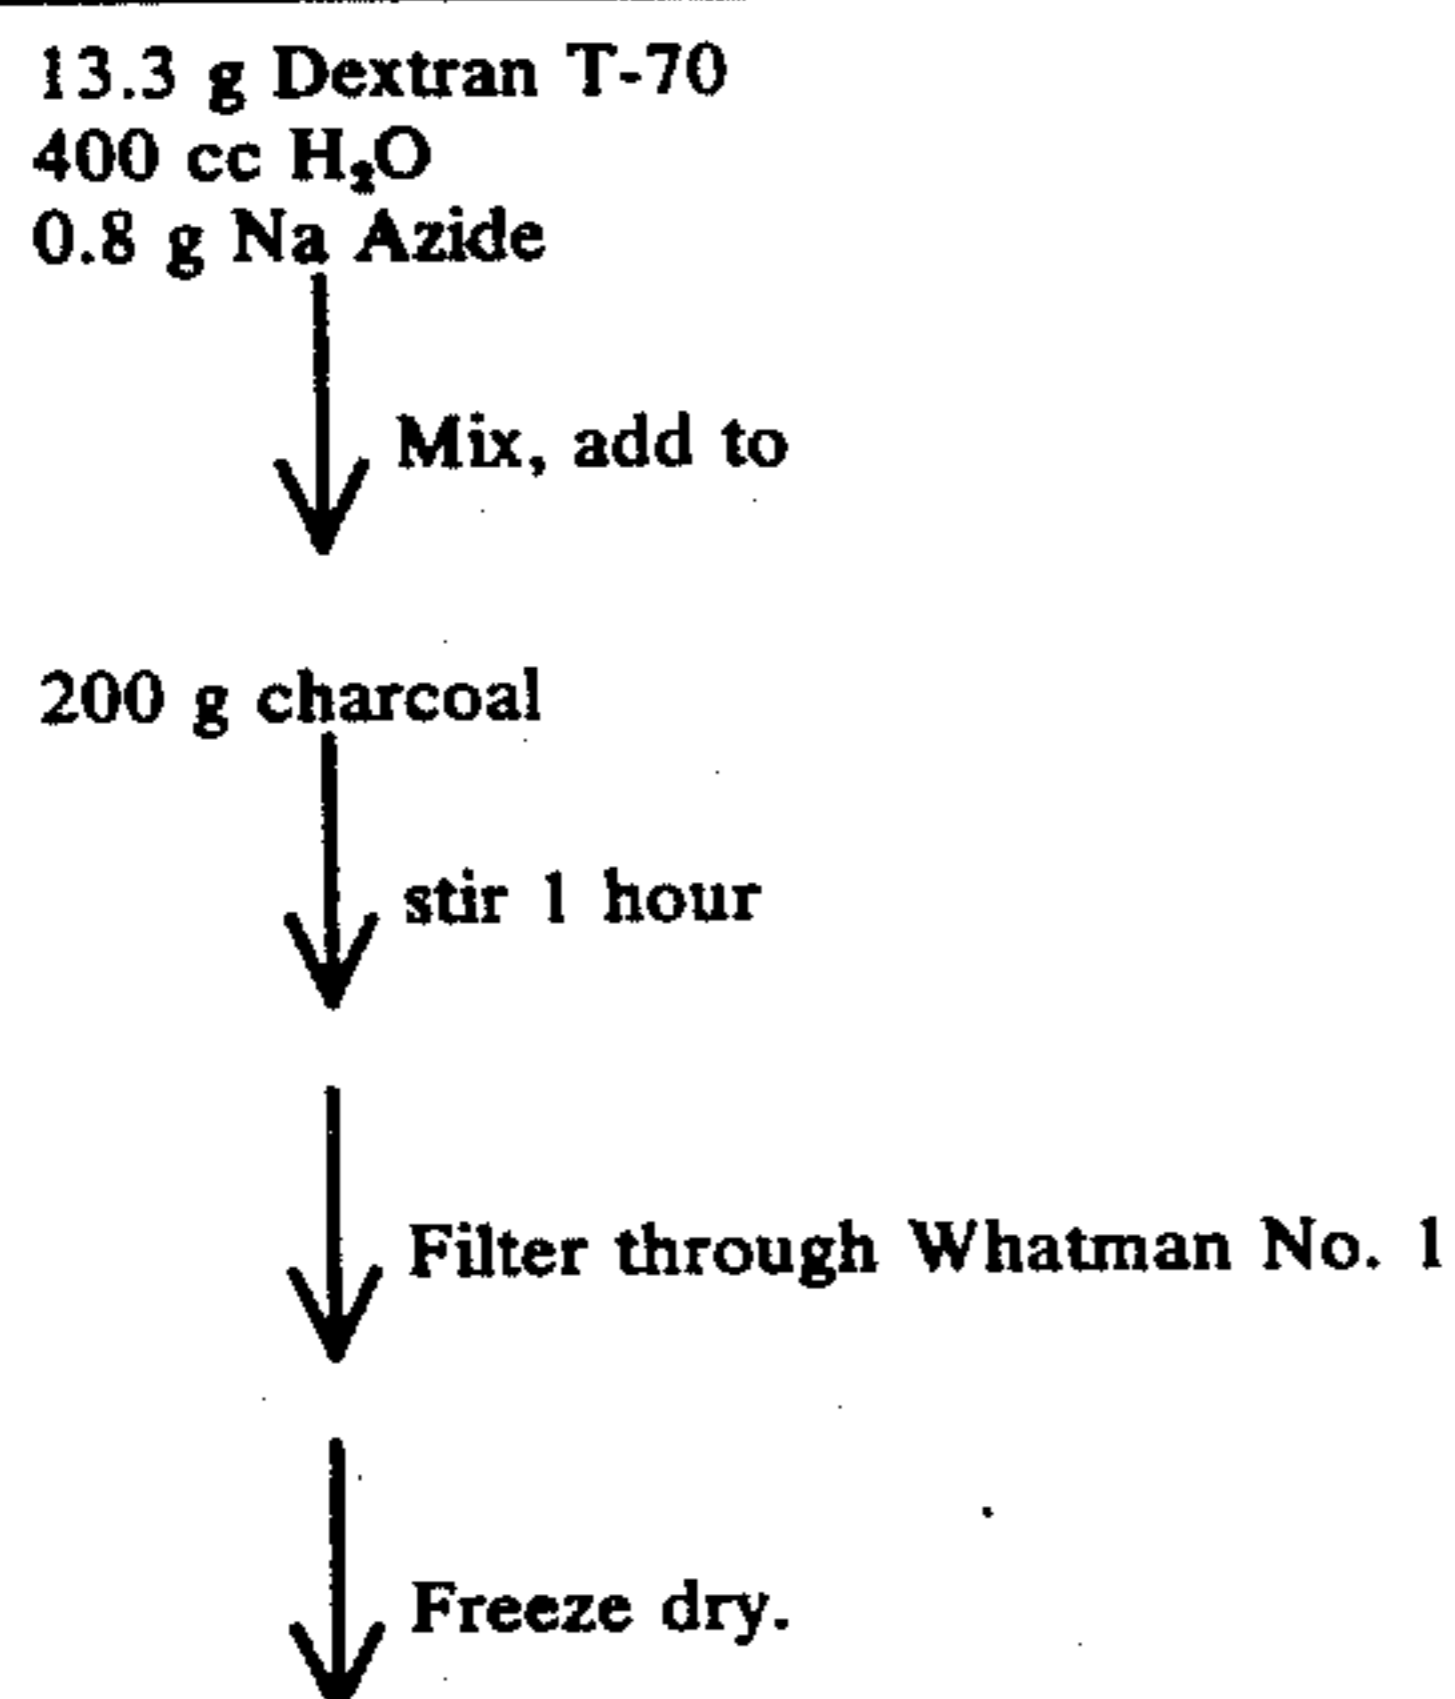 13.3 g Dextran T-70
400 cc H₂O
0.8 g Na Azide
Mix, add to
200 g charcoal
stir 1 hour
Filter through Whatman No. 1
Freeze dry.